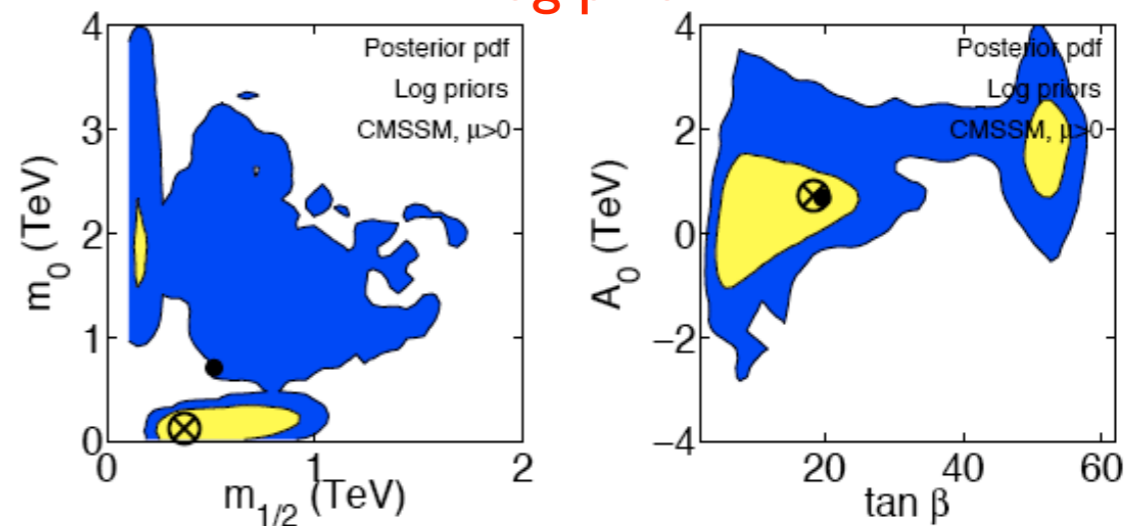 4
3
2
1
0
m0 (TeV)
Posterior pdf
Log priors
CMSSM, μ>0
0
1
2
m1/2 (TeV)
4
2
0
−2
−4
A0 (TeV)
Posterior pdf
Log priors
CMSSM, μ>0
20
40
60
tan β